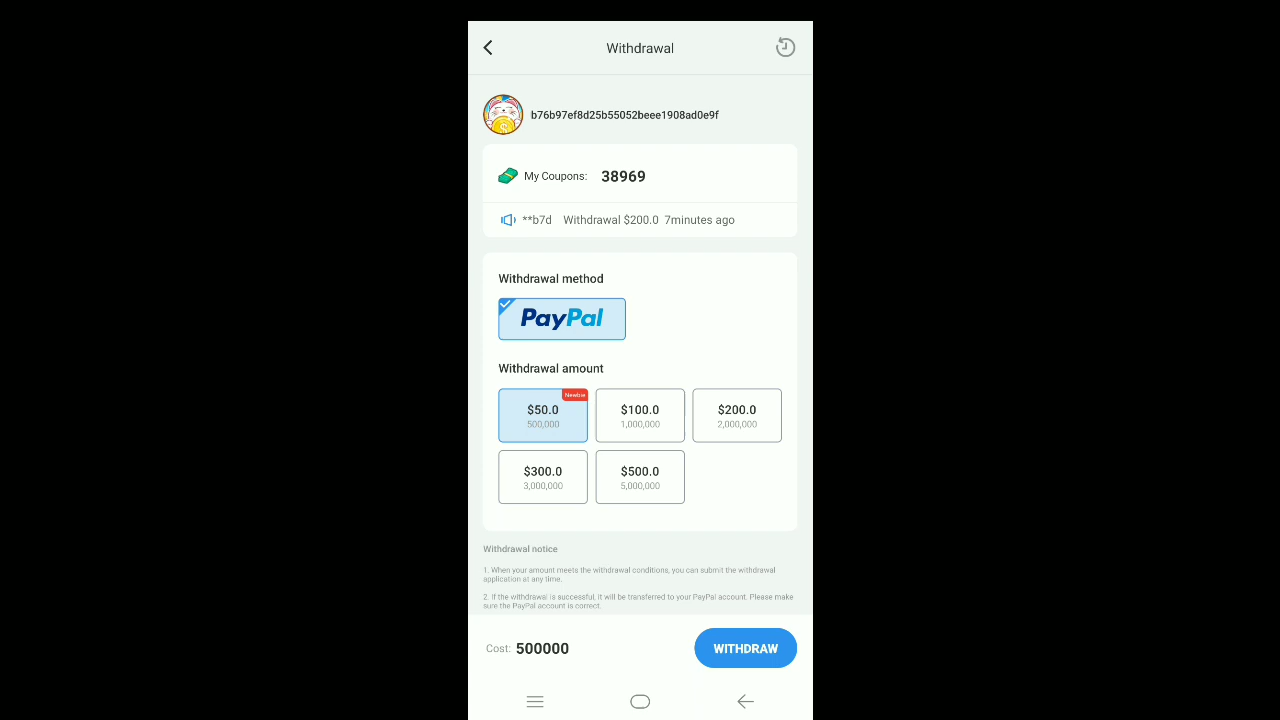 Withdrawal
b76b97ef8d25b55052beee1908ad0e9f
My Coupons: 38969
**b7d Withdrawal $200.0 7minutes ago
Withdrawal method
PayPal
Withdrawal amount
Newbie
$50.0 $100.0 $200.0
500,000 1,000,000 2,000,000
$300.0 $500.0
3,000,000 5,000,000
Withdrawal notice
1. When your amount meets the withdrawal conditions, you can submit the withdrawal
application at any time.
2. If the withdrawal is successful, it will be transferred to your PayPal account. Please make
sure the PayPal account is correct.
Cost: 500000 WITHDRAW